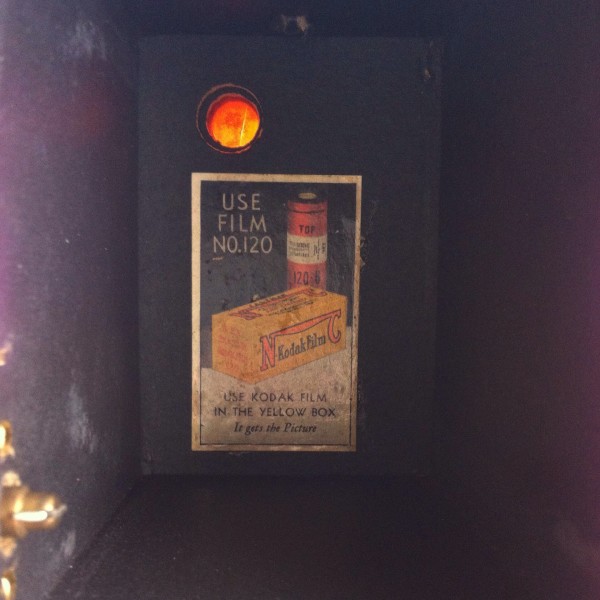 USE
FILM
NO.120
TOP
120
N Kodak Film C
USE KODAK FILM
IN THE YELLOW BOX
It gets the Picture